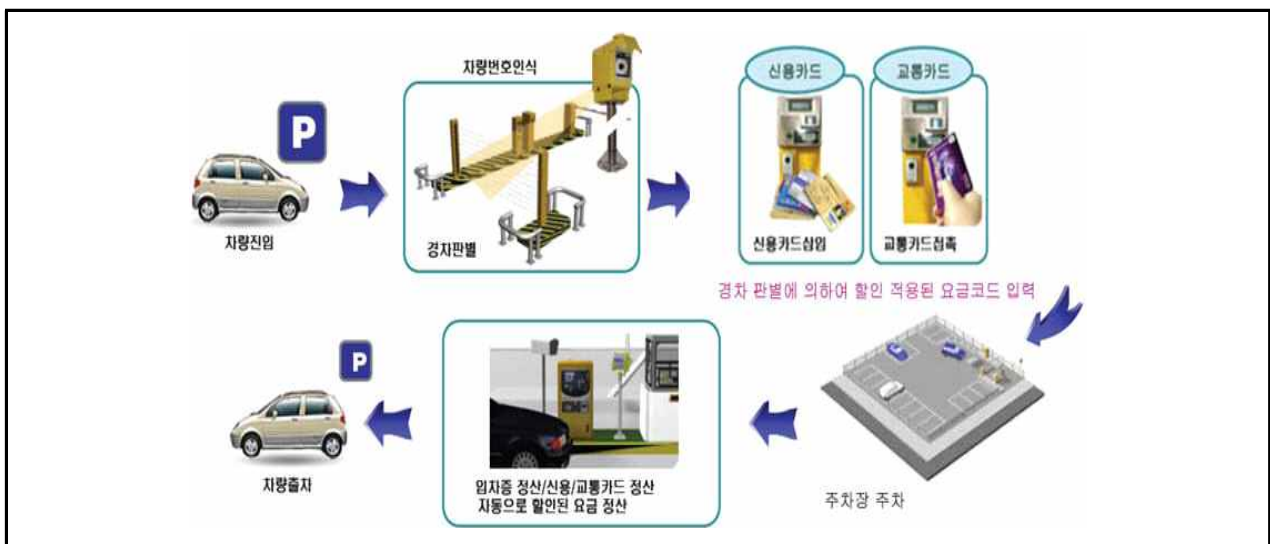 차량번호인식
신용카드
교통카드
P
차량진입
경차판별
신용카드삽입
교통카드접촉
경차 판별에 의하여 할인 적용된 요금코드 입력
P
차량출차
입차증 정산/신용/교통카드 정산
자동으로 할인된 요금 정산
주차장 주차